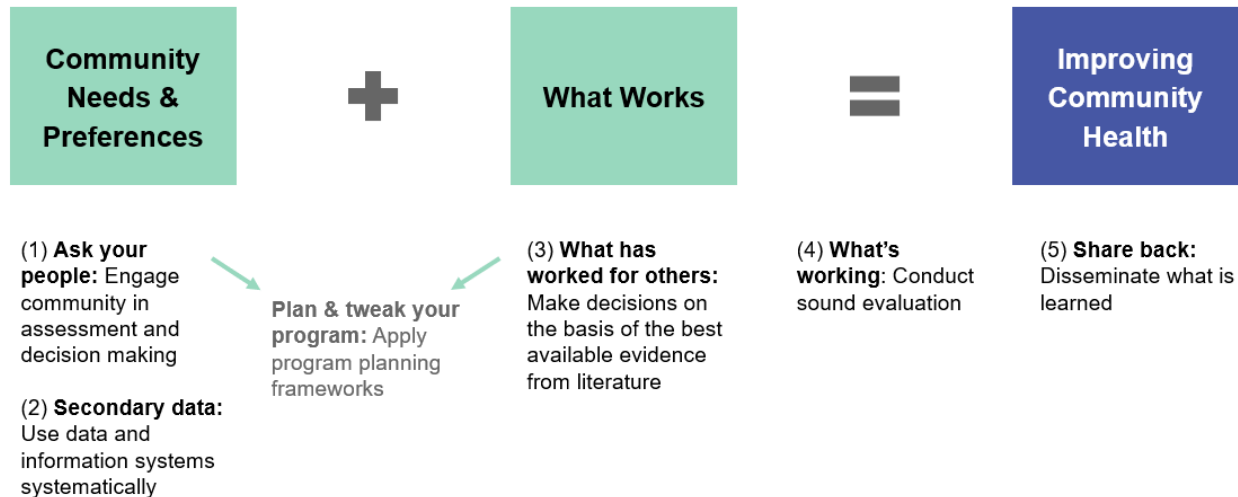 Community
Needs &
Preferences
What Works
Improving
Community
Health
(1) Ask your
people: Engage
community in
assessment and
decision making
(2) Secondary data:
Use data and
information systems
systematically
Plan & tweak your
program: Apply
program planning
frameworks
(3) What has
worked for others:
Make decisions on
the basis of the best
available evidence
from literature
(4) What's
working: Conduct
sound evaluation
(5) Share back:
Disseminate what is
learned